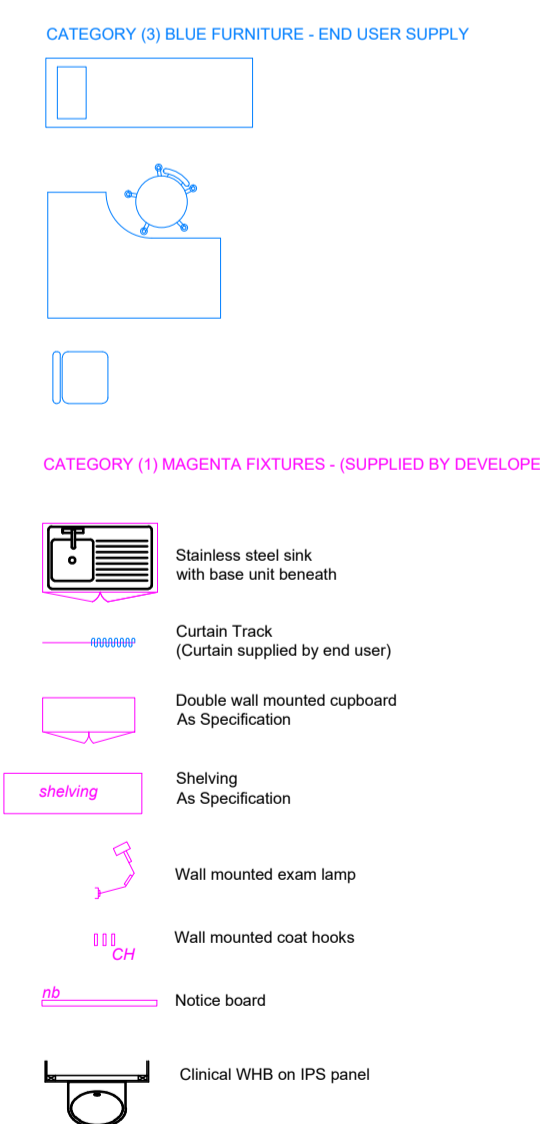 CATEGORY (3) BLUE FURNITURE - END USER SUPPLY
CATEGORY (1) MAGENTA FIXTURES - (SUPPLIED BY DEVELOPE
Stainless steel sink
with base unit beneath
Curtain Track
(Curtain supplied by end user)
Double wall mounted cupboard
As Specification
shelving
Shelving
As Specification
Wall mounted exam lamp
CH
Wall mounted coat hooks
nb
Notice board
Clinical WHB on IPS panel